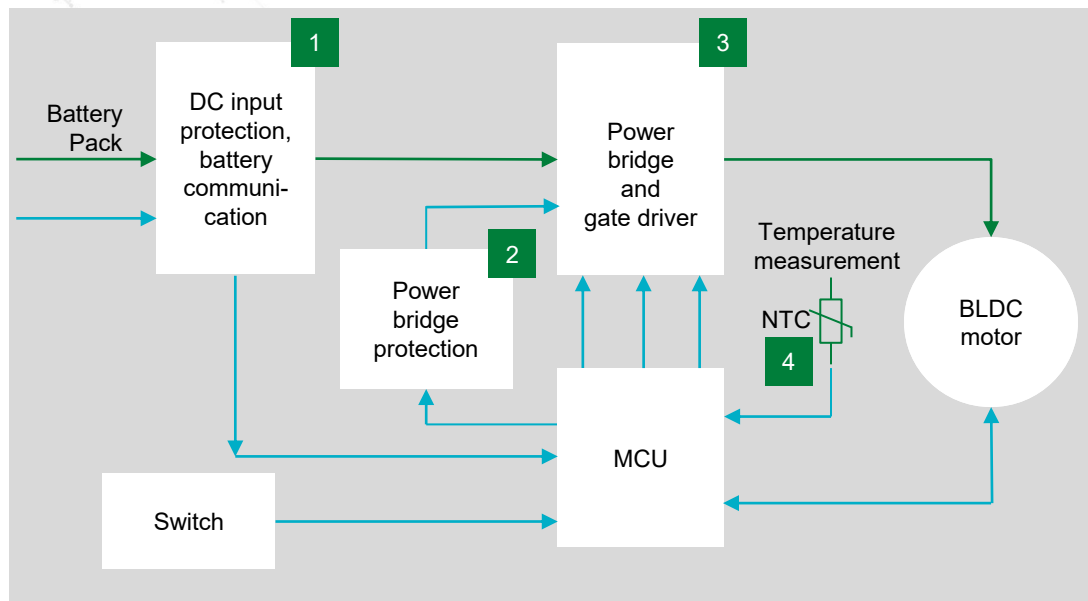 1
DC input
protection,
battery
communi-
cation
Battery
Pack
2
Power
bridge
protection
3
Power
bridge
and
gate driver
Temperature
measurement
NTC
4
BLDC
motor
MCU
Switch